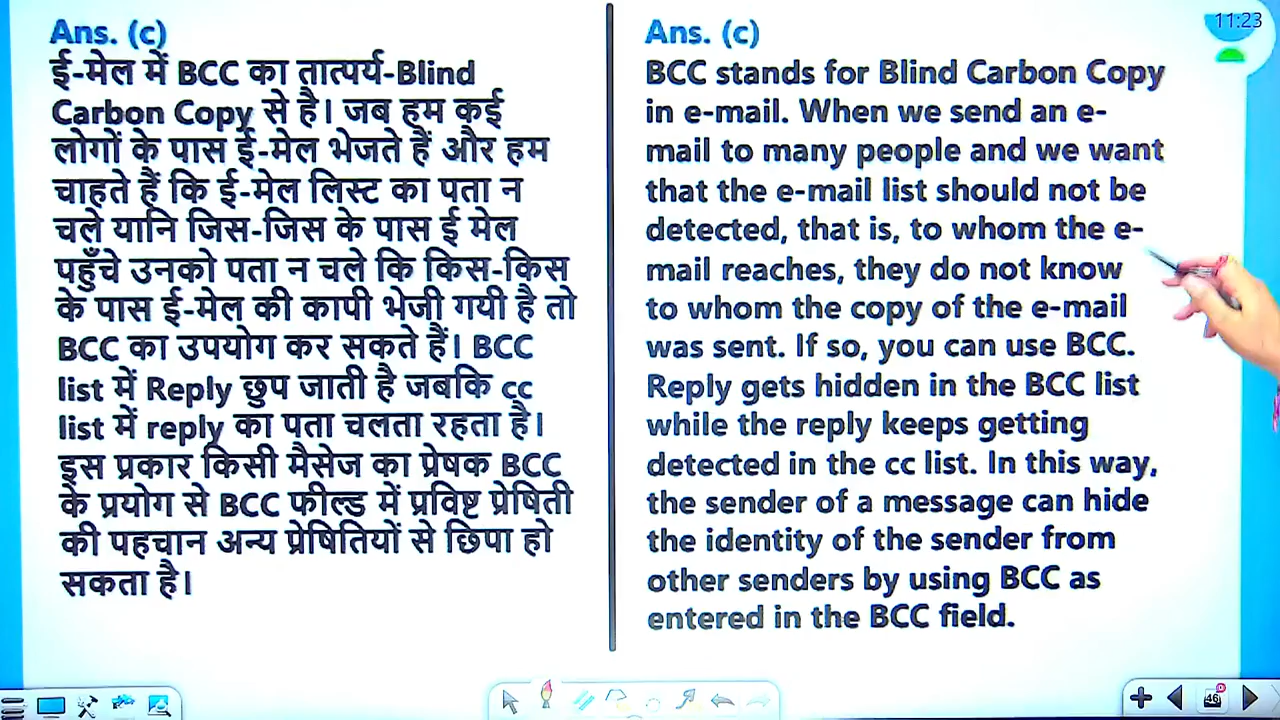 Ans. (c)
ई-मेल में BCC का तात्पर्य-Blind
Carbon Copy से है। जब हम कई
लोगों के पास ई-मेल भेजते हैं और हम
चाहते हैं कि ई-मेल लिस्ट का पता न
चले यानि जिस-जिस के पास ई मेल
पहुँचे उनको पता न चले कि किस-किस
के पास ई-मेल की कापी भेजी गयी है तो
BCC का उपयोग कर सकते हैं। BCC
list में Reply छुप जाती है जबकि cc
list में reply का पता चलता रहता है।
इस प्रकार किसी मैसेज का प्रेषक BCC
के प्रयोग से BCC फील्ड में प्रविष्ट प्रेषिती
की पहचान अन्य प्रेषितियों से छिपा हो
सकता है।
Ans. (c)
BCC stands for Blind Carbon Copy
in e-mail. When we send an e-
mail to many people and we want
that the e-mail list should not be
detected, that is, to whom the e-
mail reaches, they do not know
to whom the copy of the e-mail
was sent. If so, you can use BCC.
Reply gets hidden in the BCC list
while the reply keeps getting
detected in the cc list. In this way,
the sender of a message can hide
the identity of the sender from
other senders by using BCC as
entered in the BCC field.
11:23
46